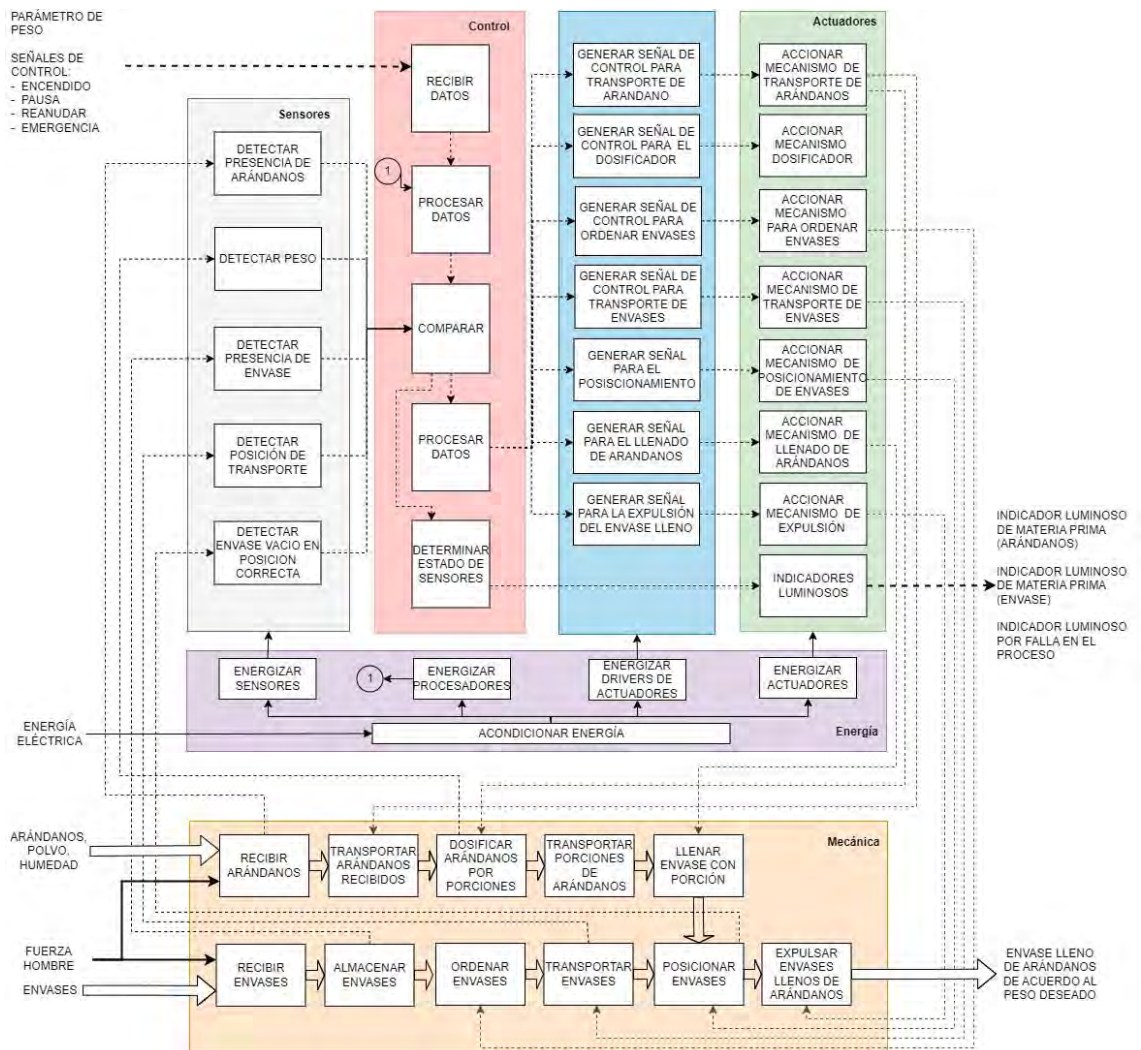 PARÁMETRO DE
PESO
SEÑALES DE
CONTROL:
- ENCENDIDO
- PAUSA
- REANUDAR
- EMERGENCIA
Sensores
DETECTAR
PRESENCIA DE
ARÁNDANOS
DETECTAR PESO
DETECTAR
PRESENCIA DE
ENVASE
DETECTAR
POSICIÓN DE
TRANSPORTE
DETECTAR
ENVASE VACIO EN
POSICION
CORRECTA
Control
RECIBIR
DATOS
1
PROCESAR
DATOS
COMPARAR
PROCESAR
DATOS
DETERMINAR
ESTADO DE
SENSORES
GENERAR SEÑAL DE
CONTROL PARA
TRANSPORTE DE
ARANDANO
GENERAR SEÑAL DE
CONTROL PARA EL
DOSIFICADOR
GENERAR SEÑAL DE
CONTROL PARA
ORDENAR ENVASES
GENERAR SEÑAL DE
CONTROL PARA
TRANSPORTE DE
ENVASES
GENERAR SEÑAL
PARA EL
POSISCIONAMIENTO
GENERAR SEÑAL
PARA EL LLENADO
DE ARANDANOS
GENERAR SEÑAL
PARA LA EXPULSIÓN
DEL ENVASE LLENO
Actuadores
ACCIONAR
MECANISMO DE
TRANSPORTE DE
ARÁNDANOS
ACCIONAR
MECANISMO
DOSIFICADOR
ACCIONAR
MECANISMO
PARA ORDENAR
ENVASES
ACCIONAR
MECANISMO DE
TRANSPORTE DE
ENVASES
ACCIONAR
MECANISMO DE
POSICIONAMIENTO
DE ENVASES
ACCIONAR
MECANISMO DE
LLENADO DE
ARÁNDANOS
ACCIONAR
MECANISMO DE
EXPULSIÓN
INDICADORES
LUMINOSOS
INDICADOR LUMINOSO
DE MATERIA PRIMA
(ARÁNDANOS)
INDICADOR LUMINOSO
DE MATERIA PRIMA
(ENVASE)
INDICADOR LUMINOSO
POR FALLA EN EL
PROCESO
ENERGIZAR
SENSORES
1
ENERGIZAR
PROCESADORES
ENERGIZAR
DRIVERS DE
ACTUADORES
ENERGIZAR
ACTUADORES
ENERGÍA
ELÉCTRICA
ACONDICIONAR ENERGÍA
Energía
ARÁNDANOS,
POLVO,
HUMEDAD
Mecánica
RECIBIR
ARÁNDANOS
TRANSPORTAR
ARÁNDANOS
RECIBIDOS
DOSIFICAR
ARÁNDANOS
POR
PORCIONES
TRANSPORTAR
PORCIONES
DE
ARÁNDANOS
LLENAR
ENVASE CON
PORCIÓN
FUERZA
HOMBRE
ENVASES
RECIBIR
ENVASES
ALMACENAR
ENVASES
ORDENAR
ENVASES
TRANSPORTAR
ENVASES
POSICIONAR
ENVASES
EXPULSAR
ENVASES
LLENOS DE
ARÁNDANOS
ENVASE LLENO
DE ARÁNDANOS
DE ACUERDO AL
PESO DESEADO